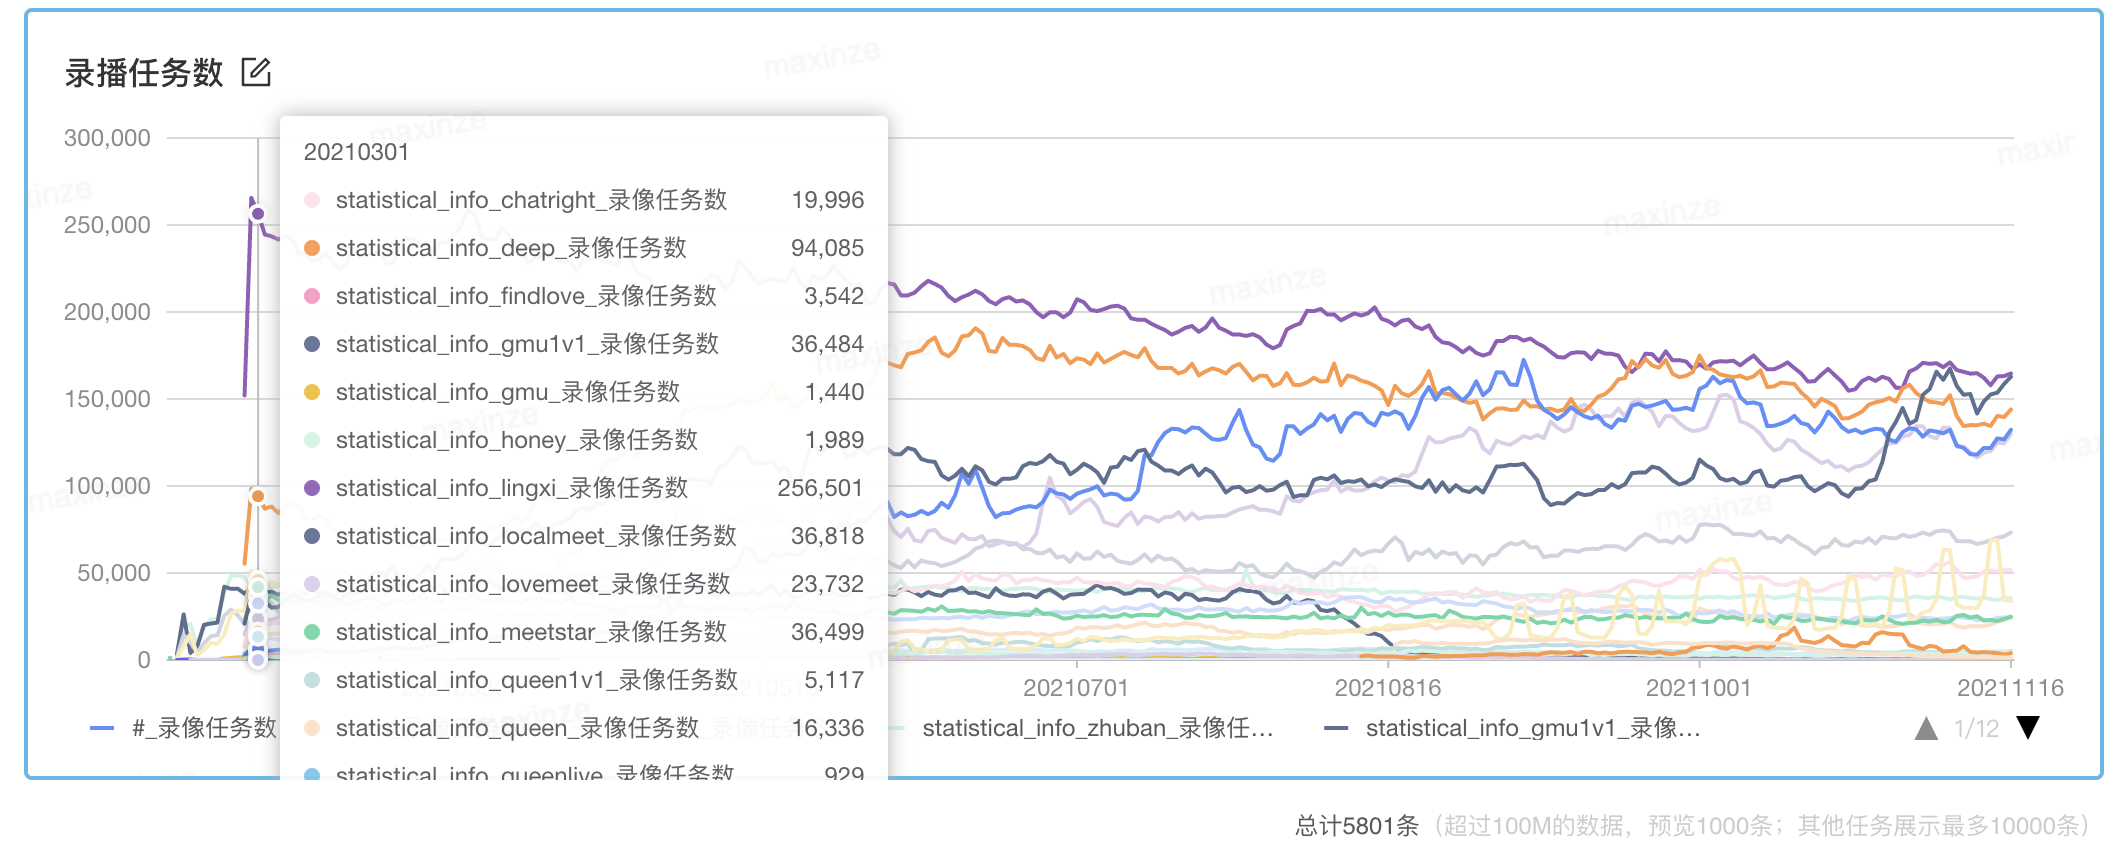 录播任务数
300,000
250,000
200,000
150,000
100,000
50,000
0
20210301
statistical_info_chatright_录像任务数 19,996
statistical_info_deep_录像任务数 94,085
statistical_info_findlove_录像任务数 3,542
statistical_info_gmu1v1_录像任务数 36,484
statistical_info_gmu_录像任务数 1,440
statistical_info_honey_录像任务数 1,989
statistical_info_lingxi_录像任务数 256,501
statistical_info_localmeet_录像任务数 36,818
statistical_info_lovemeet_录像任务数 23,732
statistical_info_meetstar_录像任务数 36,499
statistical_info_queen1v1_录像任务数 5,117
statistical_info_queen_录像任务数 16,336
statistical_info_queenlive_录像任务数 929
20210701 20210816 20211001 20211116
#_录像任务数 statistical_info_zhuban_录像任... statistical_info_gmu1v1_录像... 1/12
总计5801条（超过100M的数据，预览1000条；其他任务展示最多10000条）
maxinze
maxinze
maxinze
maxinze
maxinze
maxinze
maxinze
maxinze
maxinze
maxinze